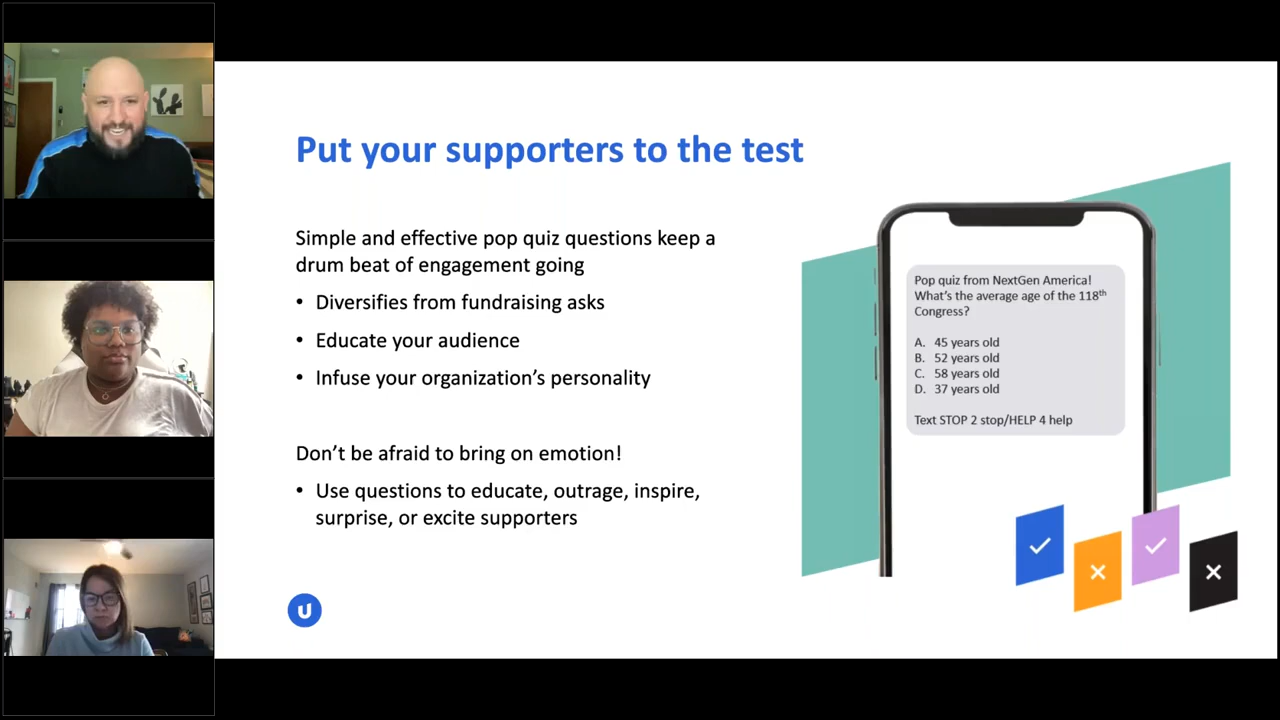 Put your supporters to the test
Simple and effective pop quiz questions keep a
drum beat of engagement going
• Diversifies from fundraising asks
• Educate your audience
• Infuse your organization's personality
Don't be afraid to bring on emotion!
• Use questions to educate, outrage, inspire,
surprise, or excite supporters
Pop quiz from NextGen America!
What's the average age of the 118th
Congress?
A. 45 years old
B. 52 years old
C. 58 years old
D. 37 years old
Text STOP 2 stop/HELP 4 help
u